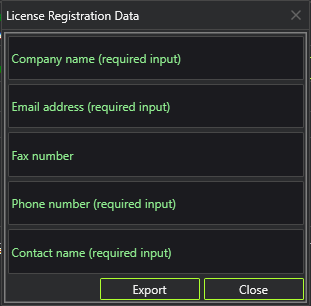 License Registration Data
Company name (required input)
Email address (required input)
Fax number
Phone number (required input)
Contact name (required input)
Export
Close